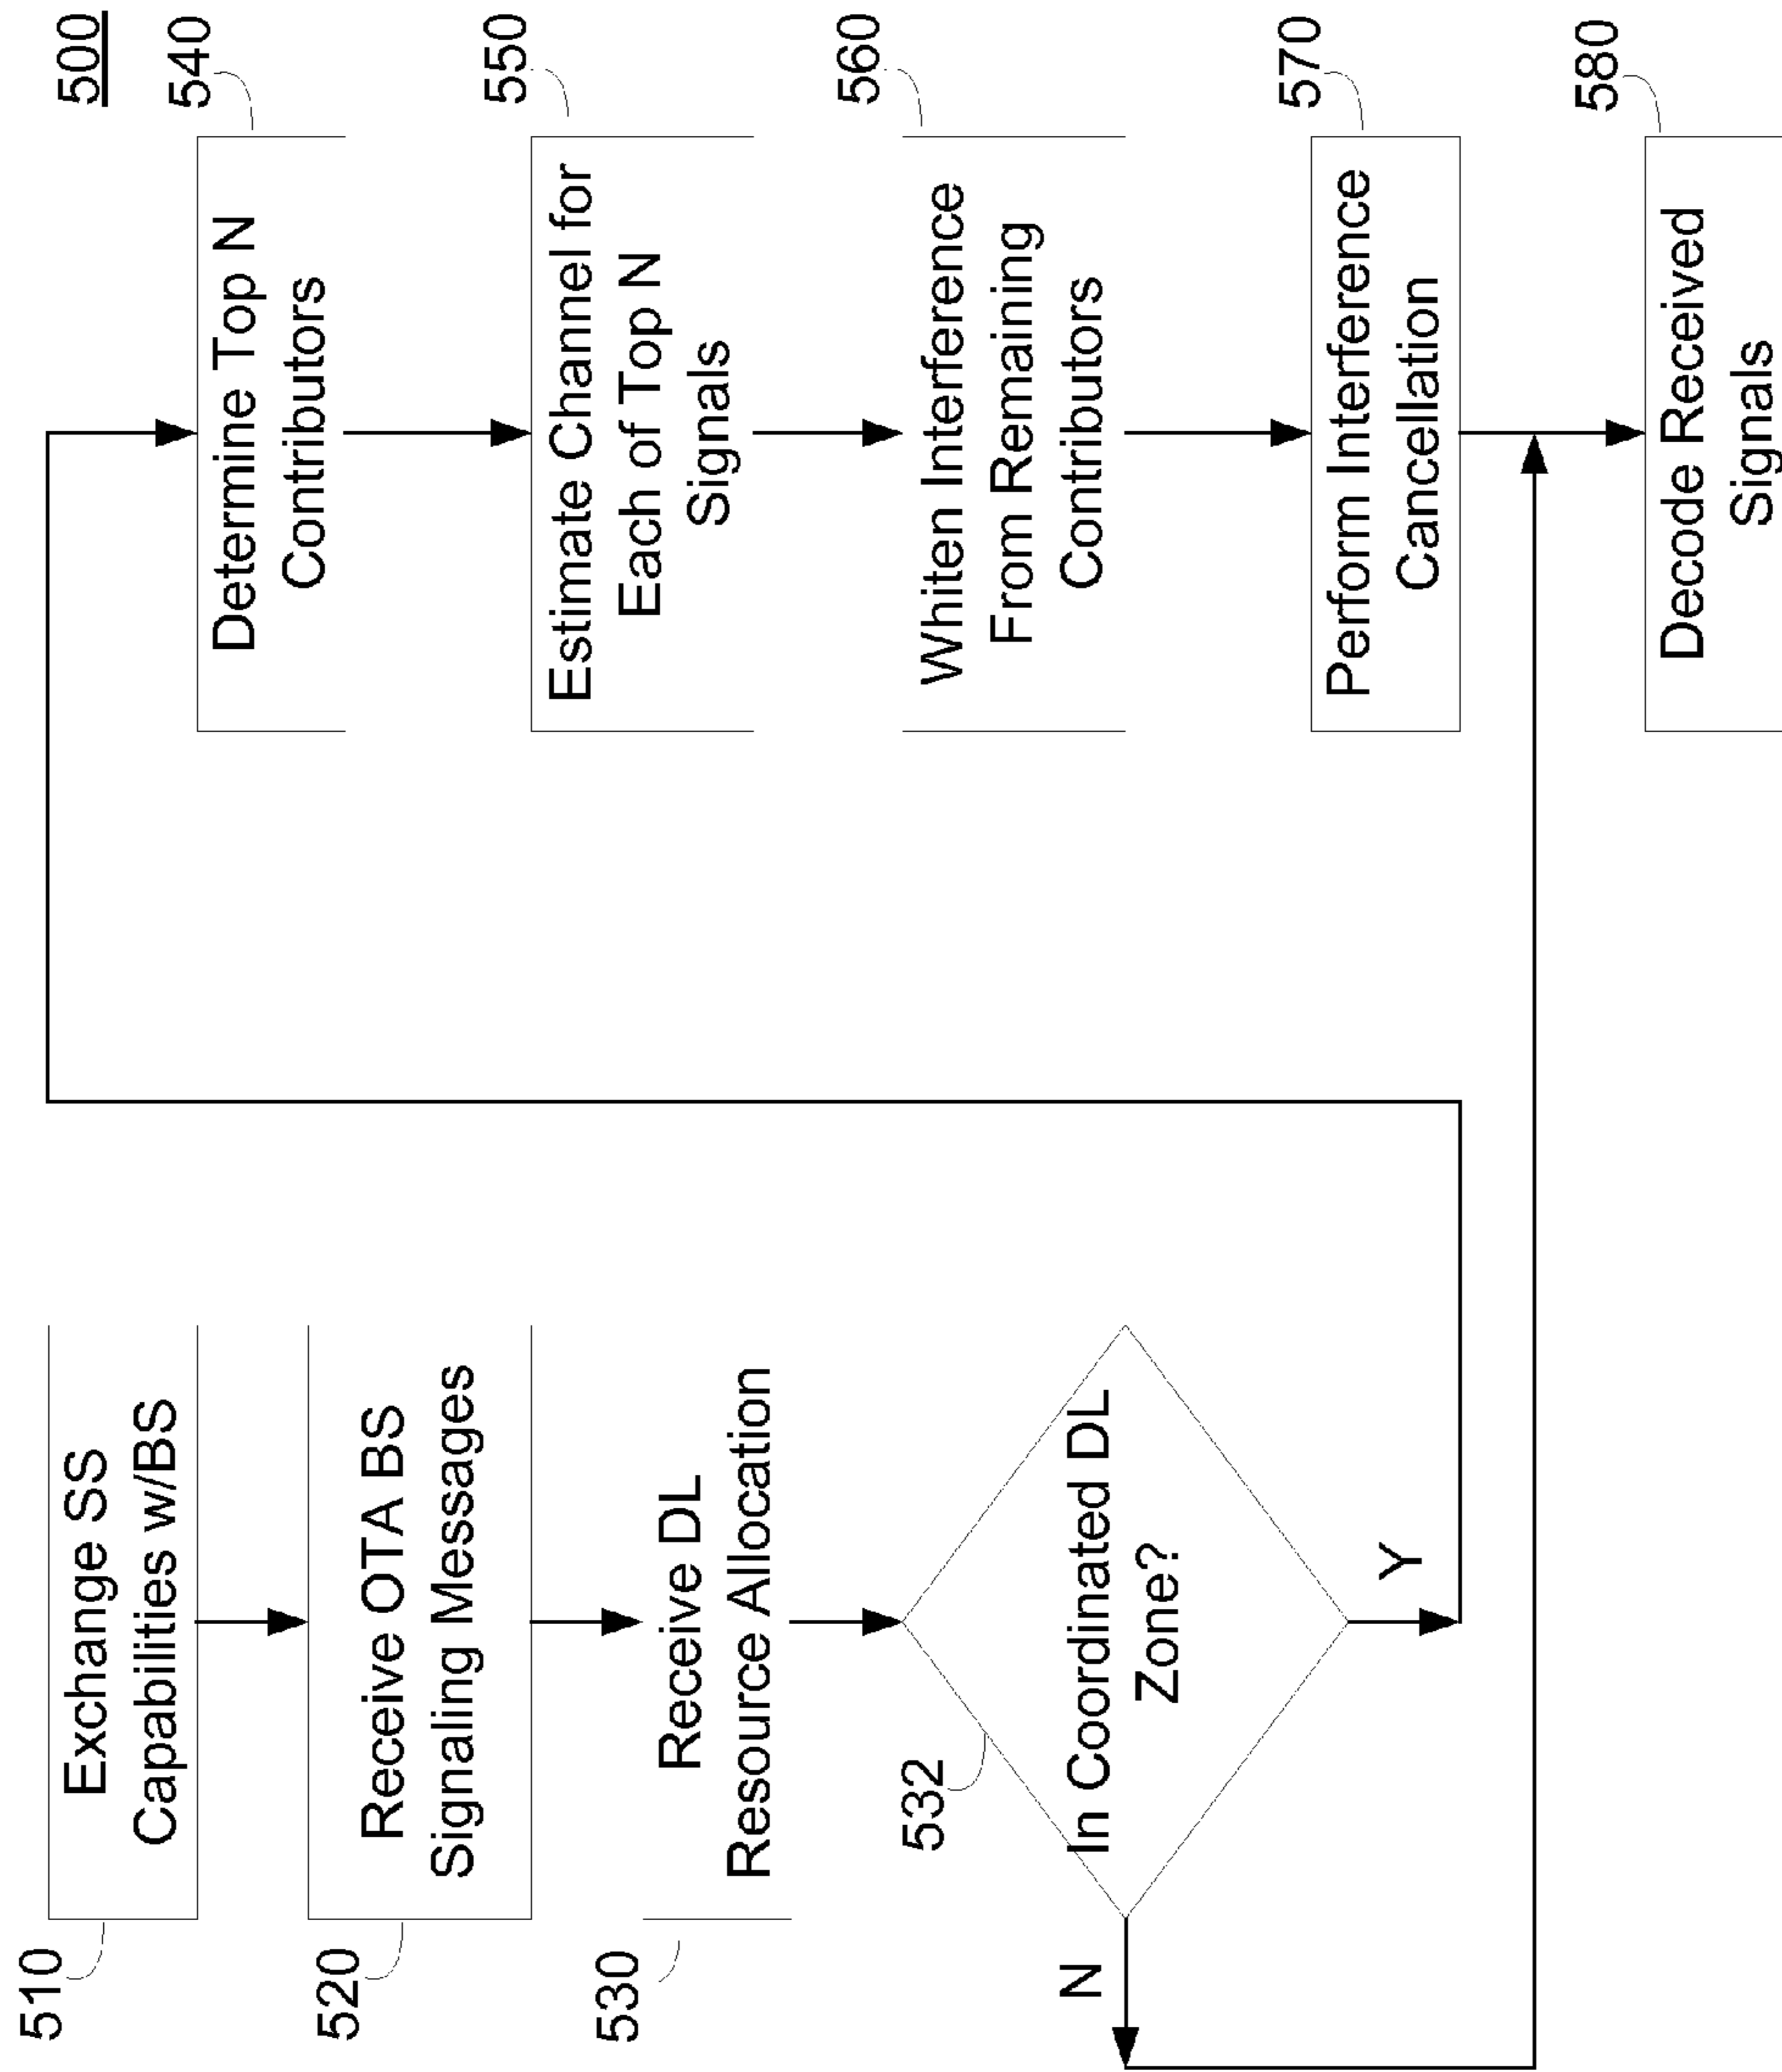 500
510
Exchange SS
Capabilities w/BS
520
Receive OTA BS
Signaling Messages
530
Receive DL
Resource Allocation
532
In Coordinated DL
Zone?
N
Y
540
Determine Top N
Contributors
550
Estimate Channel for
Each of Top N
Signals
560
Whiten Interference
From Remaining
Contributors
570
Perform Interference
Cancellation
580
Decode Received
Signals